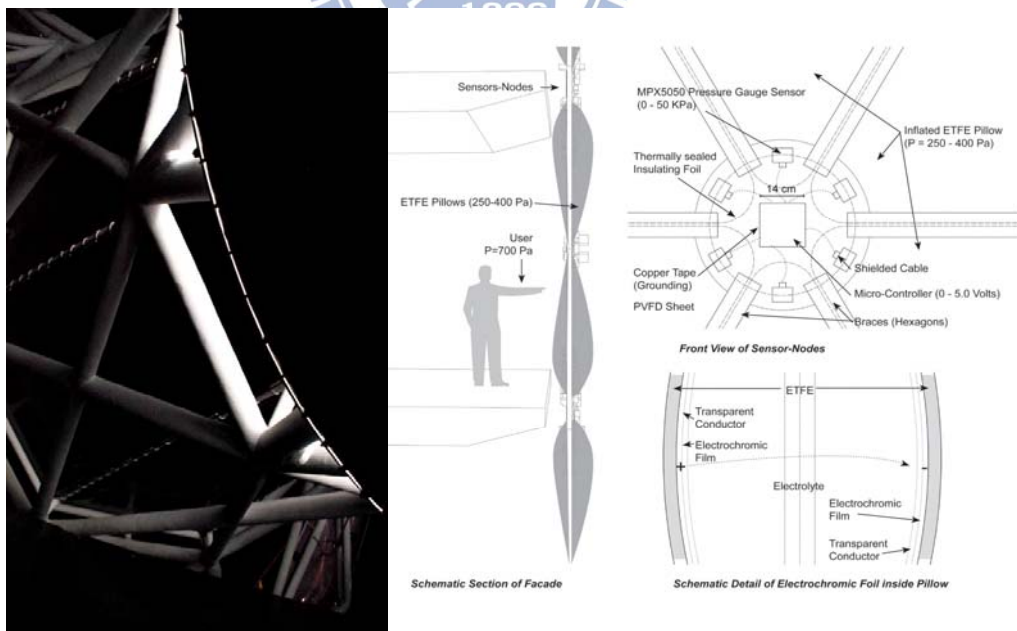 Sensors-Nodes
ETFE Pillows (250-400 Pa)
User
P=700 Pa
Schematic Section of Facade
MPX5050 Pressure Gauge Sensor
(0 - 50 KPa)
Inflated ETFE Pillow
(P = 250 - 400 Pa)
Thermally sealed
Insulating Foil
14 cm
Shielded Cable
Copper Tape
(Grounding)
Micro-Controller (0 - 5.0 Volts)
PVFD Sheet
Braces (Hexagons)
Front View of Sensor-Nodes
ETFE
Transparent
Conductor
Electrochromic
Film
+
-
Electrolyte
Electrochromic
Film
Transparent
Conductor
Schematic Detail of Electrochromic Foil inside Pillow